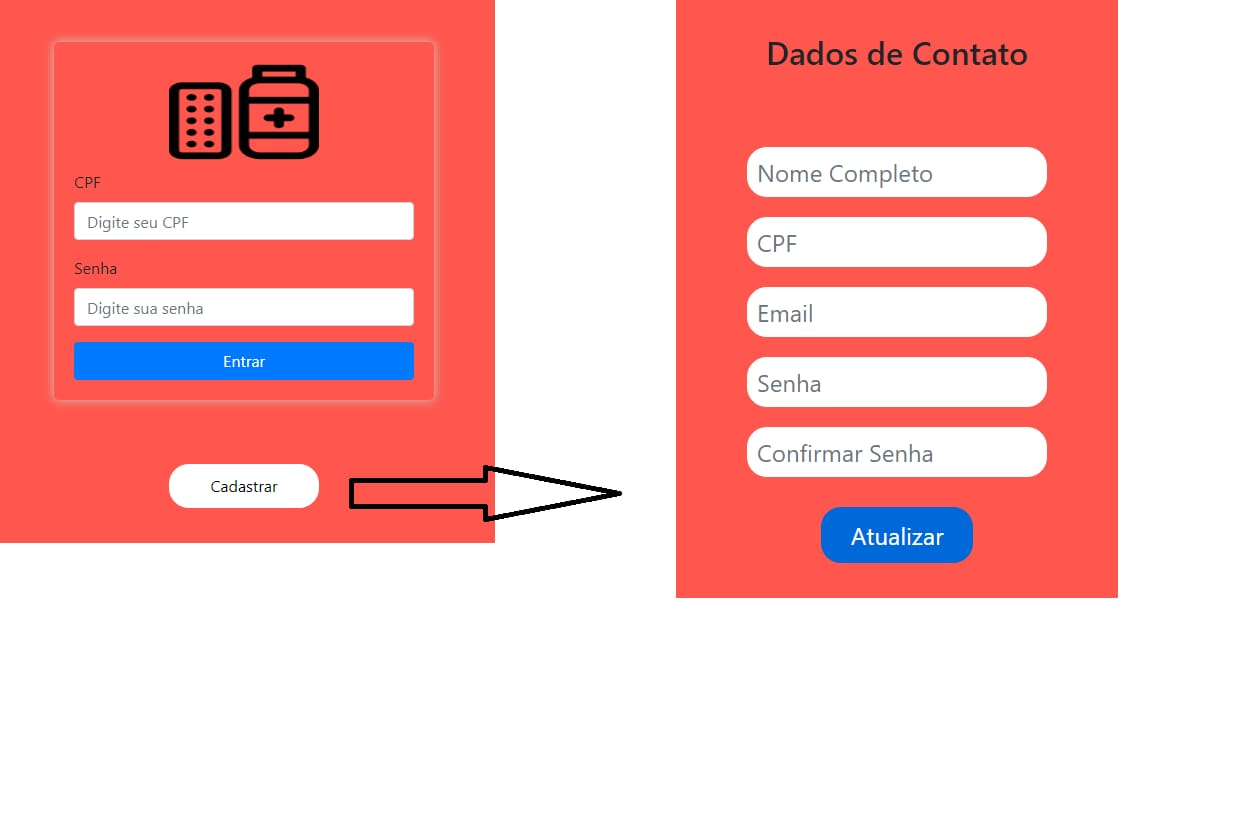 CPF
Digite seu CPF
Senha
Digite sua senha
Entrar
Cadastrar
Dados de Contato
Nome Completo
CPF
Email
Senha
Confirmar Senha
Atualizar